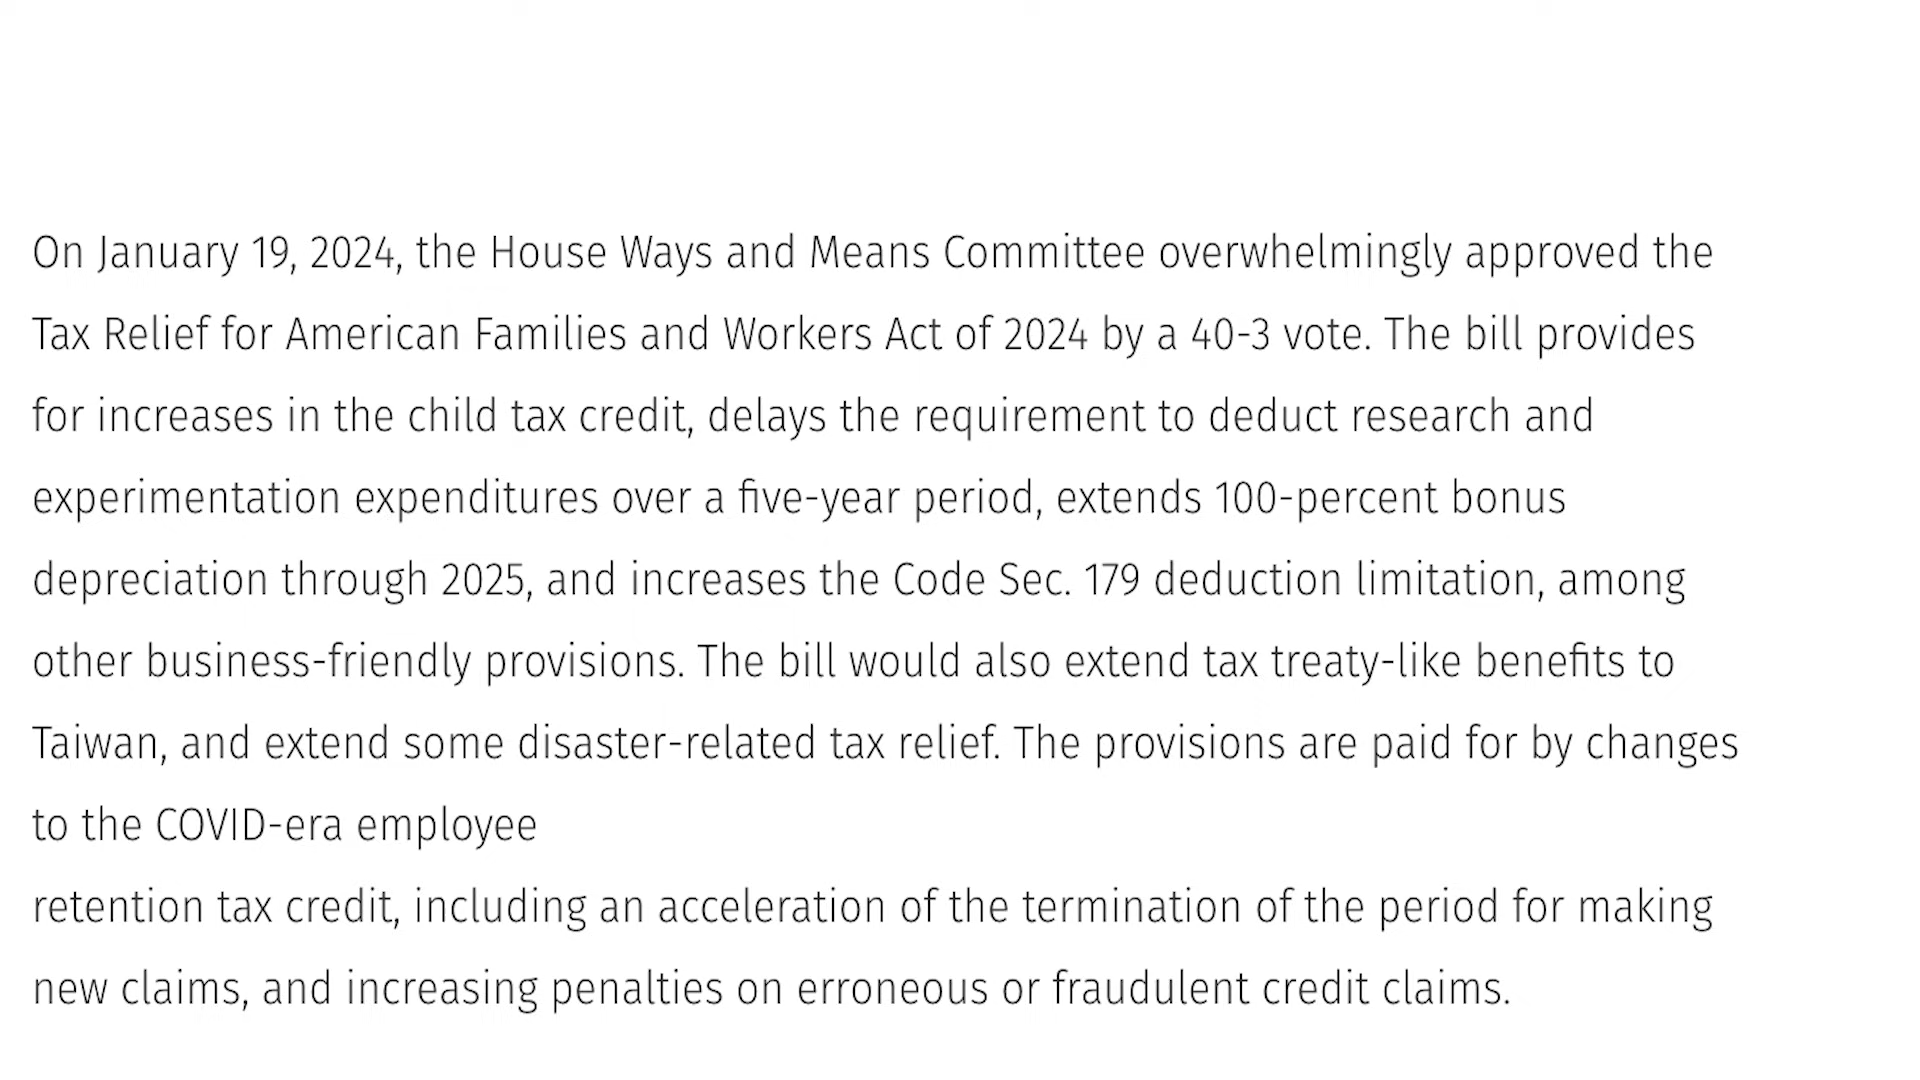 On January 19, 2024, the House Ways and Means Committee overwhelmingly approved the
Tax Relief for American Families and Workers Act of 2024 by a 40-3 vote. The bill provides
for increases in the child tax credit, delays the requirement to deduct research and
experimentation expenditures over a five-year period, extends 100-percent bonus
depreciation through 2025, and increases the Code Sec. 179 deduction limitation, among
other business-friendly provisions. The bill would also extend tax treaty-like benefits to
Taiwan, and extend some disaster-related tax relief. The provisions are paid for by changes
to the COVID-era employee
retention tax credit, including an acceleration of the termination of the period for making
new claims, and increasing penalties on erroneous or fraudulent credit claims.